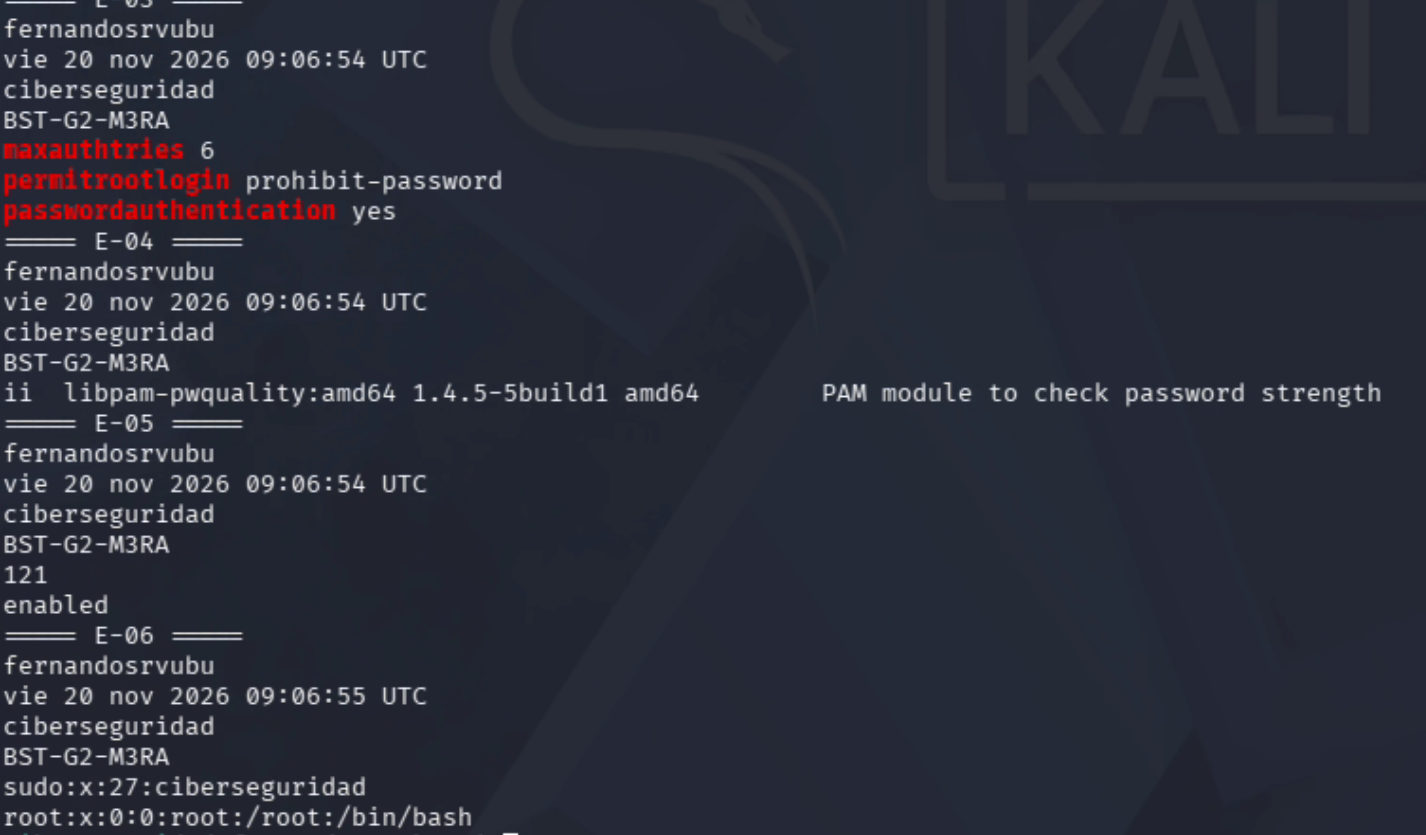 ===== E-03 =====
fernandosrvubu
vie 20 nov 2026 09:06:54 UTC
ciberseguridad
BST-G2-M3RA
maxauthtries 6
permitrootlogin prohibit-password
passwordauthentication yes
===== E-04 =====
fernandosrvubu
vie 20 nov 2026 09:06:54 UTC
ciberseguridad
BST-G2-M3RA
ii  libpam-pwquality:amd64 1.4.5-5build1 amd64        PAM module to check password strength
===== E-05 =====
fernandosrvubu
vie 20 nov 2026 09:06:54 UTC
ciberseguridad
BST-G2-M3RA
121
enabled
===== E-06 =====
fernandosrvubu
vie 20 nov 2026 09:06:55 UTC
ciberseguridad
BST-G2-M3RA
sudo:x:27:ciberseguridad
root:x:0:0:root:/root:/bin/bash
KALI